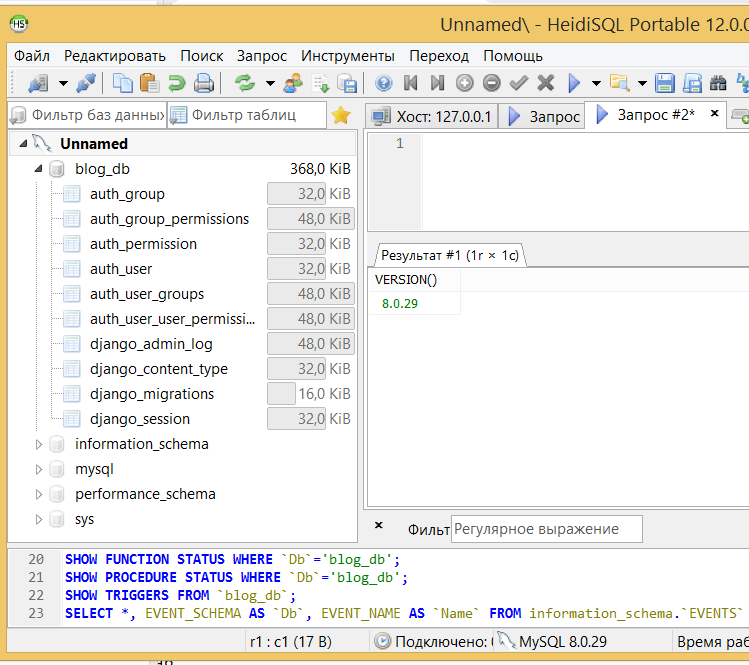 HS
Unnamed\ - HeidiSQL Portable 12.0.0
Файл Редактировать Поиск Запрос Инструменты Переход Помощь
Фильтр баз данны Фильтр таблиц Хост: 127.0.0.1 Запрос Запрос #2*
Unnamed
blog_db 368,0 KiB
auth_group 32,0 KiB
auth_group_permissions 48,0 KiB
auth_permission 32,0 KiB
auth_user 32,0 KiB
auth_user_groups 48,0 KiB
auth_user_user_permissi... 48,0 KiB
django_admin_log 48,0 KiB
django_content_type 32,0 KiB
django_migrations 16,0 KiB
django_session 32,0 KiB
information_schema
mysql
performance_schema
sys
1
Результат #1 (1r × 1c)
VERSION()
8.0.29
Фильт Регулярное выражение
20 SHOW FUNCTION STATUS WHERE `Db`='blog_db';
21 SHOW PROCEDURE STATUS WHERE `Db`='blog_db';
22 SHOW TRIGGERS FROM `blog_db`;
23 SELECT *, EVENT_SCHEMA AS `Db`, EVENT_NAME AS `Name` FROM information_schema.`EVENTS`
r1 : c1 (17 B) Подключено: MySQL 8.0.29 Время раб